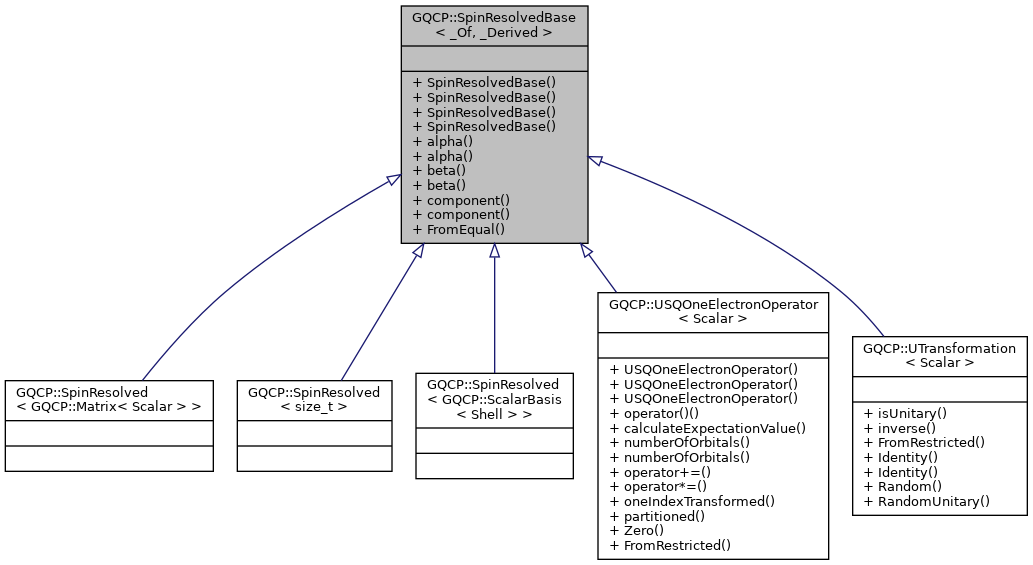 GQCP::SpinResolvedBase
< _Of, _Derived >
+ SpinResolvedBase()
+ SpinResolvedBase()
+ SpinResolvedBase()
+ SpinResolvedBase()
+ alpha()
+ alpha()
+ beta()
+ beta()
+ component()
+ component()
+ FromEqual()
GQCP::SpinResolved
< GQCP::Matrix< Scalar > >
GQCP::SpinResolved
< size_t >
GQCP::SpinResolved
< GQCP::ScalarBasis
< Shell > >
GQCP::USQOneElectronOperator
< Scalar >
+ USQOneElectronOperator()
+ USQOneElectronOperator()
+ USQOneElectronOperator()
+ operator()()
+ calculateExpectationValue()
+ numberOfOrbitals()
+ numberOfOrbitals()
+ operator+=()
+ operator*=()
+ oneIndexTransformed()
+ partitioned()
+ Zero()
+ FromRestricted()
GQCP::UTransformation
< Scalar >
+ isUnitary()
+ inverse()
+ FromRestricted()
+ Identity()
+ Identity()
+ Random()
+ RandomUnitary()